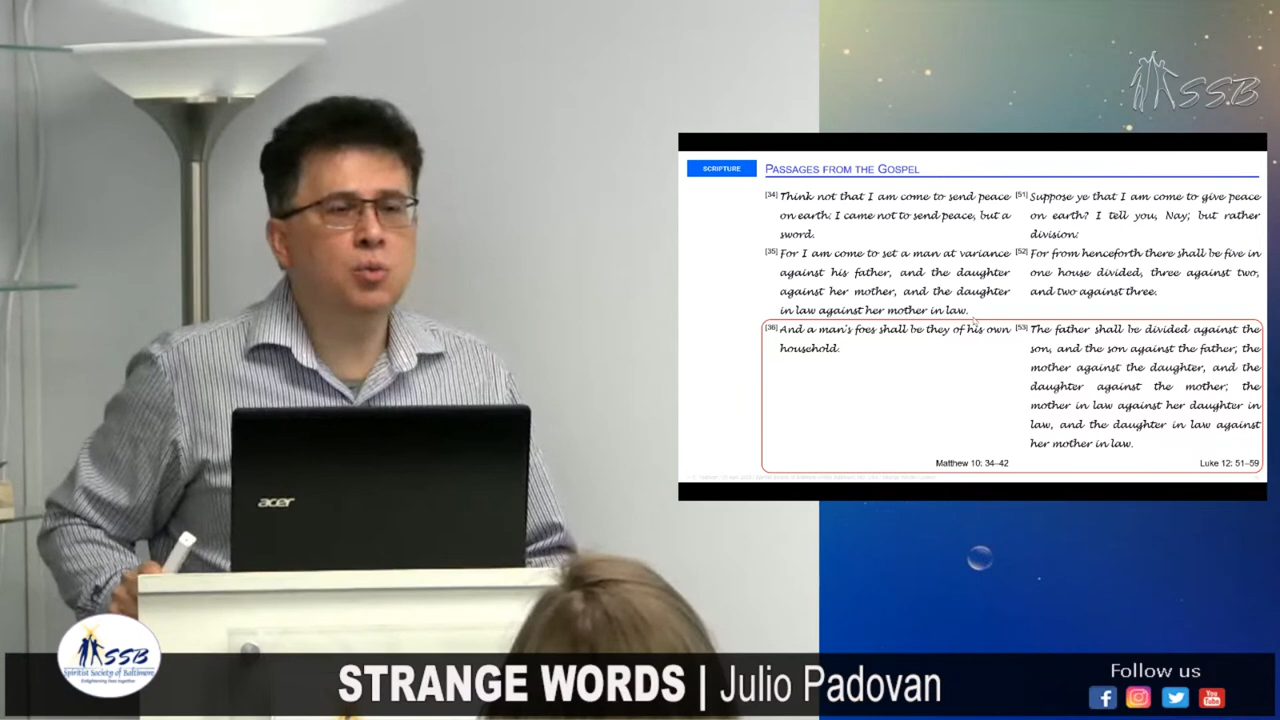 SSB
SCRIPTURE
PASSAGES FROM THE GOSPEL
[34] Think not that I am come to send peace
on earth: I came not to send peace, but a
sword.
[35] For I am come to set a man at variance
against his father, and the daughter
against her mother, and the daughter
in law against her mother in law.
[36] And a man's foes shall be they of his own
household.
Matthew 10: 34–42
[51] Suppose ye that I am come to give peace
on earth? I tell you, Nay; but rather
division:
[52] For from henceforth there shall be five in
one house divided, three against two,
and two against three.
[53] The father shall be divided against the
son, and the son against the father; the
mother against the daughter, and the
daughter against the mother; the
mother in law against her daughter in
law, and the daughter in law against
her mother in law.
Luke 12: 51–59
acer
SSB
Spiritist Society of Baltimore
Enlightening lives together
STRANGE WORDS | Julio Padovan
Follow us
You
Tube